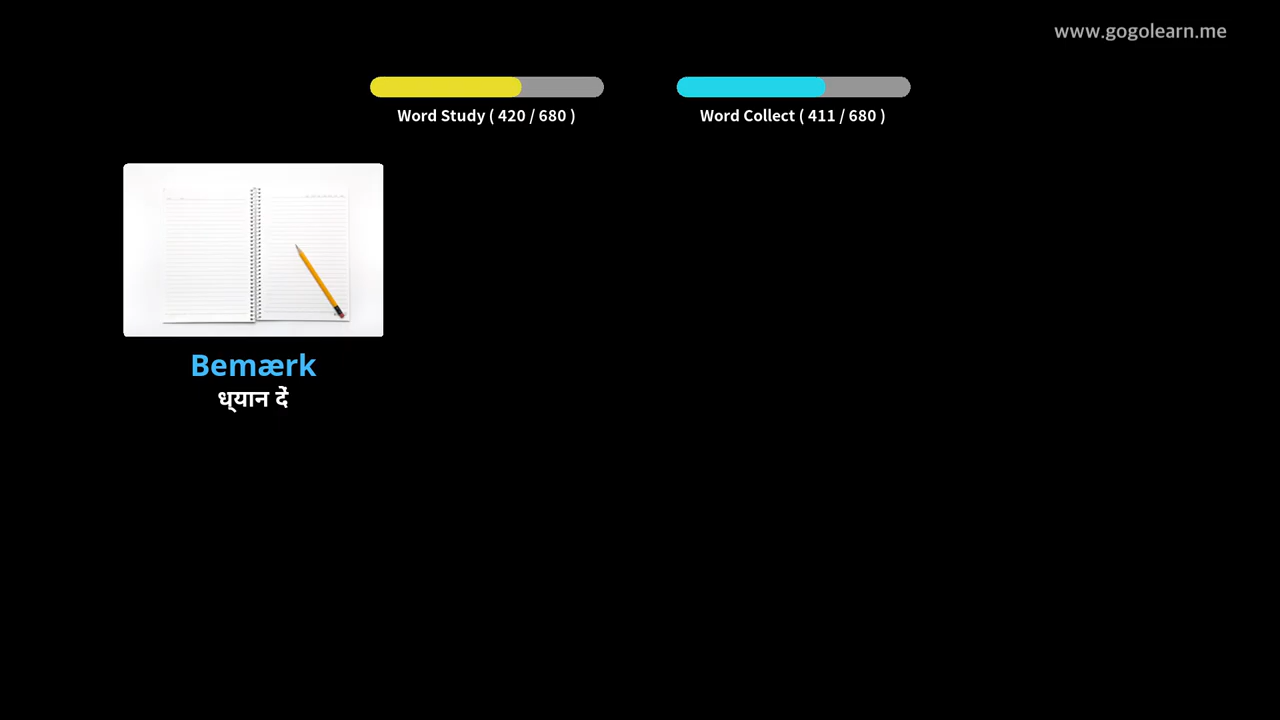 www.gogolearn.me
Word Study ( 420 / 680 )
Word Collect ( 411 / 680 )
Bemærk
ध्यान दें